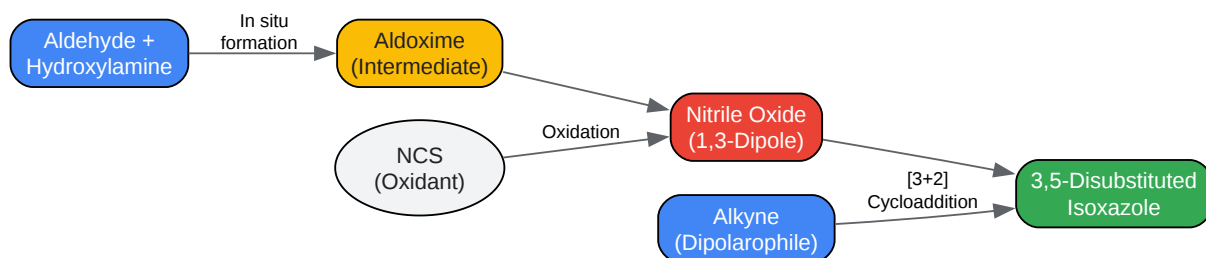 Aldehyde +
Hydroxylamine
In situ
formation
Aldoxime
(Intermediate)
NCS
(Oxidant)
Oxidation
Nitrile Oxide
(1,3-Dipole)
Alkyne
(Dipolarophile)
[3+2]
Cycloaddition
3,5-Disubstituted
Isoxazole